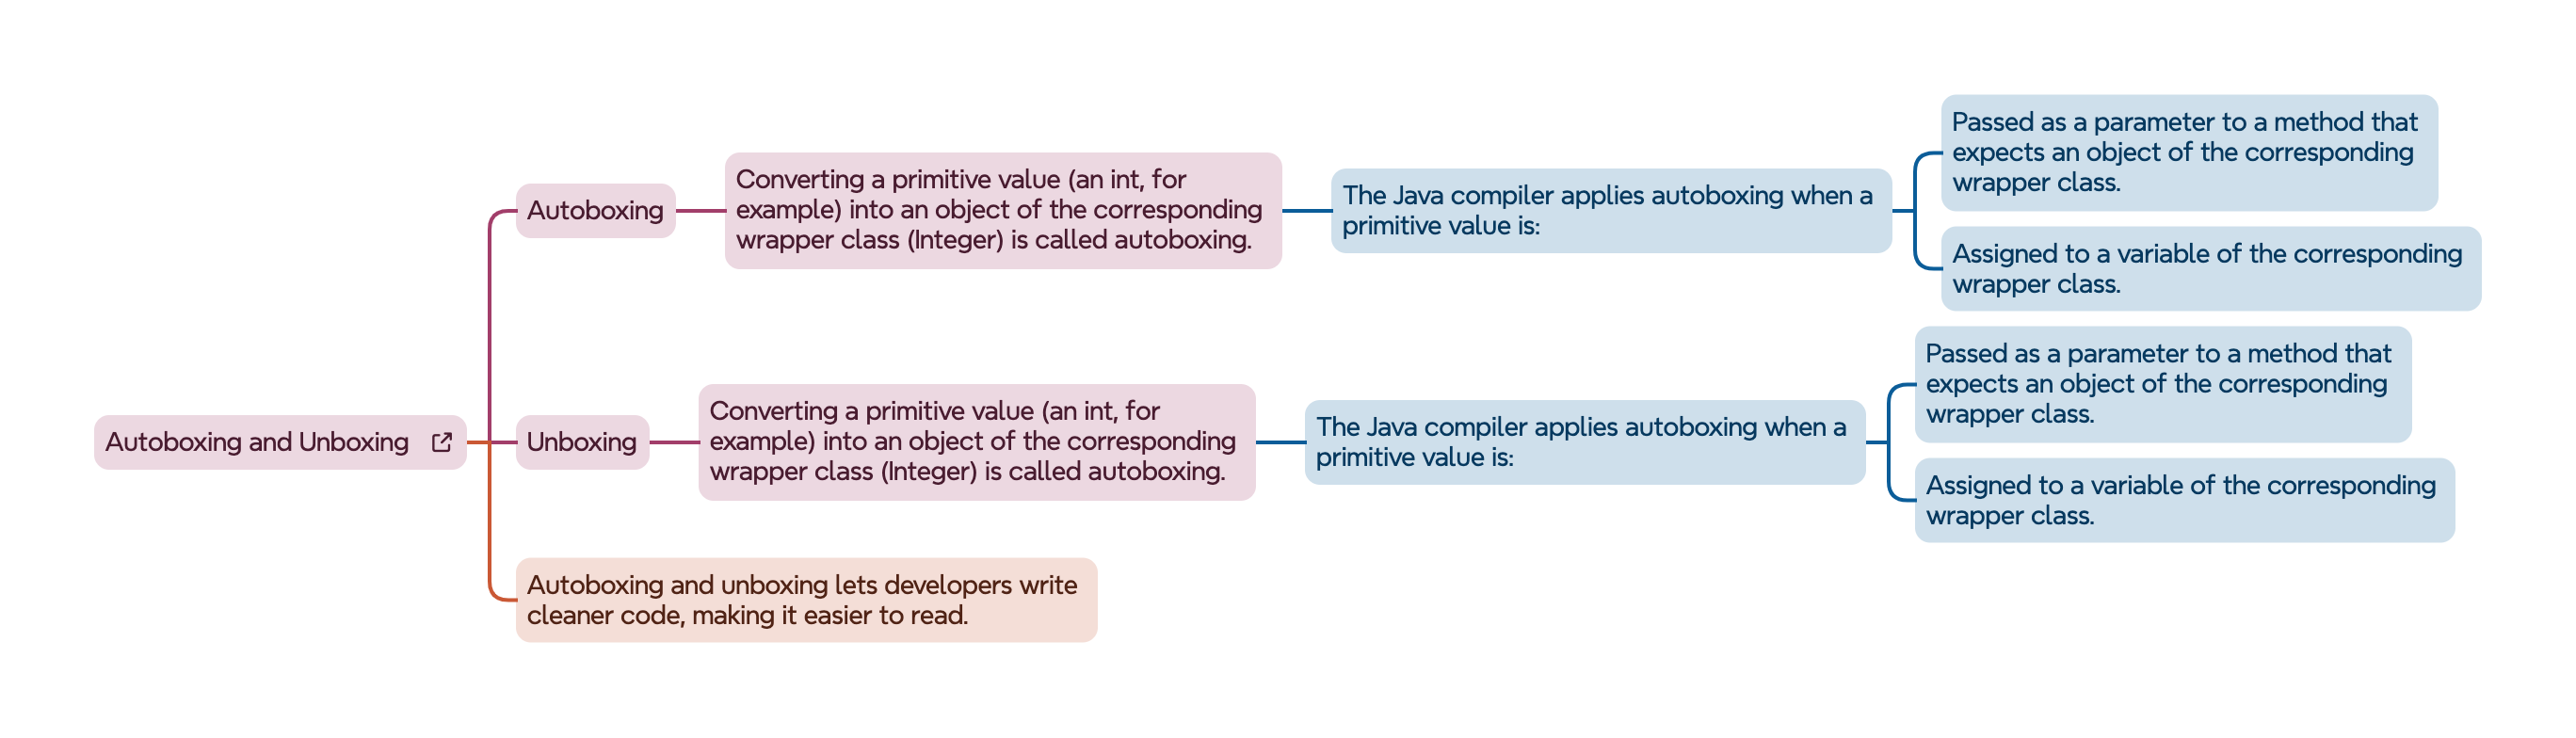 Autoboxing and Unboxing
Autoboxing
Converting a primitive value (an int, for
example) into an object of the corresponding
wrapper class (Integer) is called autoboxing.
The Java compiler applies autoboxing when a
primitive value is:
Passed as a parameter to a method that
expects an object of the corresponding
wrapper class.
Assigned to a variable of the corresponding
wrapper class.
Unboxing
Converting a primitive value (an int, for
example) into an object of the corresponding
wrapper class (Integer) is called autoboxing.
The Java compiler applies autoboxing when a
primitive value is:
Passed as a parameter to a method that
expects an object of the corresponding
wrapper class.
Assigned to a variable of the corresponding
wrapper class.
Autoboxing and unboxing lets developers write
cleaner code, making it easier to read.